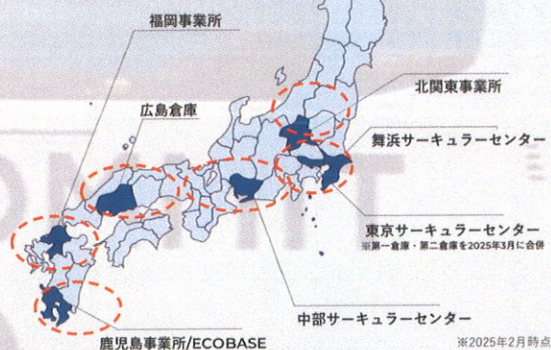 福岡事業所
北関東事業所
広島倉庫
舞浜サーキュラーセンター
東京サーキュラーセンター
※第一倉庫・第二倉庫を2025年3月に合併
中部サーキュラーセンター
鹿児島事業所/ECOBASE
※2025年2月時点